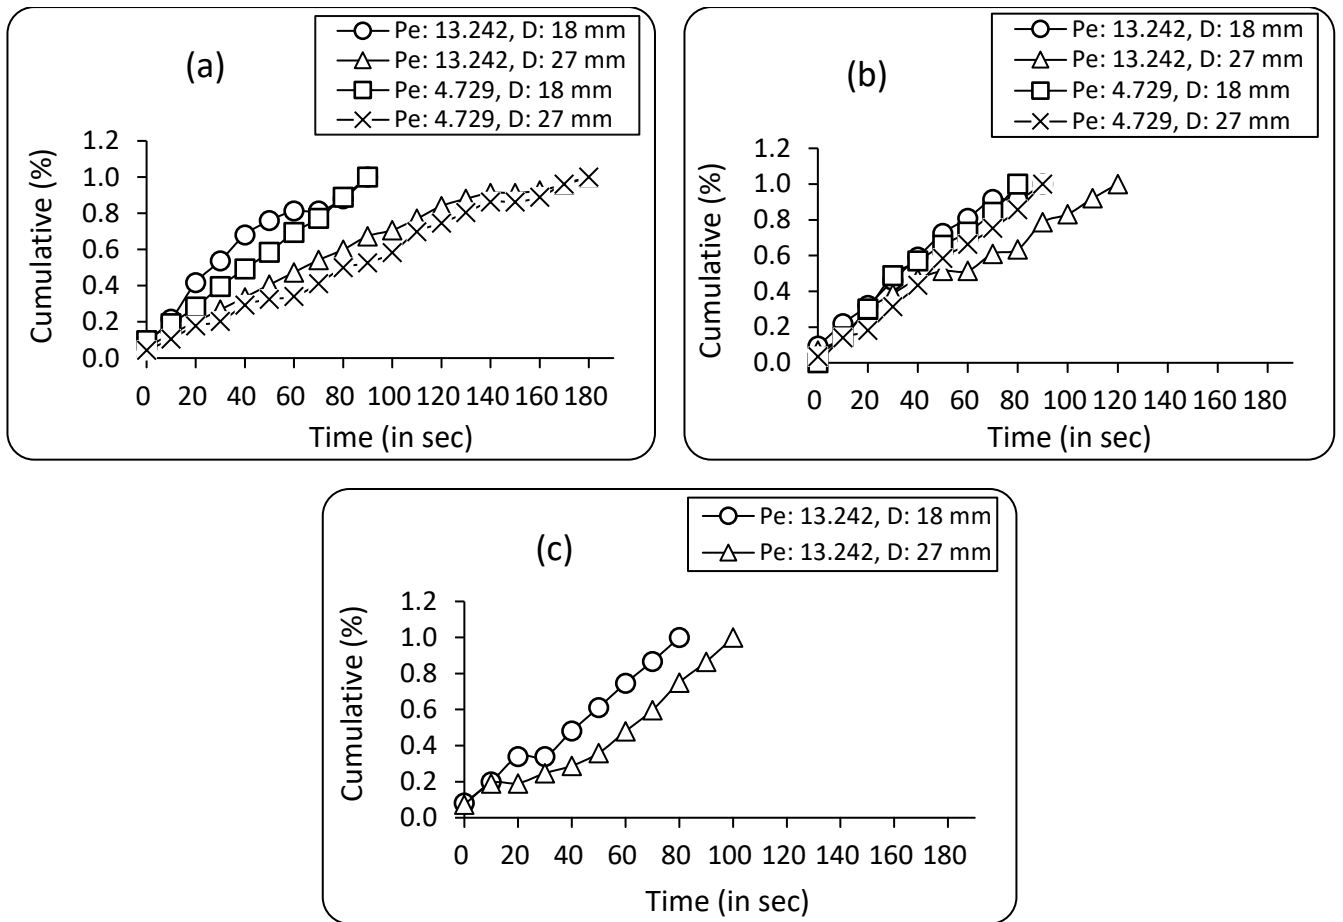 (a)
Pe: 13.242, D: 18 mm
Pe: 13.242, D: 27 mm
Pe: 4.729, D: 18 mm
Pe: 4.729, D: 27 mm
Cumulative (%)
1.2
1.0
0.8
0.6
0.4
0.2
0.0
0 20 40 60 80 100 120 140 160 180
Time (in sec)
(b)
Pe: 13.242, D: 18 mm
Pe: 13.242, D: 27 mm
Pe: 4.729, D: 18 mm
Pe: 4.729, D: 27 mm
Cumulative (%)
1.2
1.0
0.8
0.6
0.4
0.2
0.0
0 20 40 60 80 100 120 140 160 180
Time (in sec)
(c)
Pe: 13.242, D: 18 mm
Pe: 13.242, D: 27 mm
Cumulative (%)
1.2
1.0
0.8
0.6
0.4
0.2
0.0
0 20 40 60 80 100 120 140 160 180
Time (in sec)